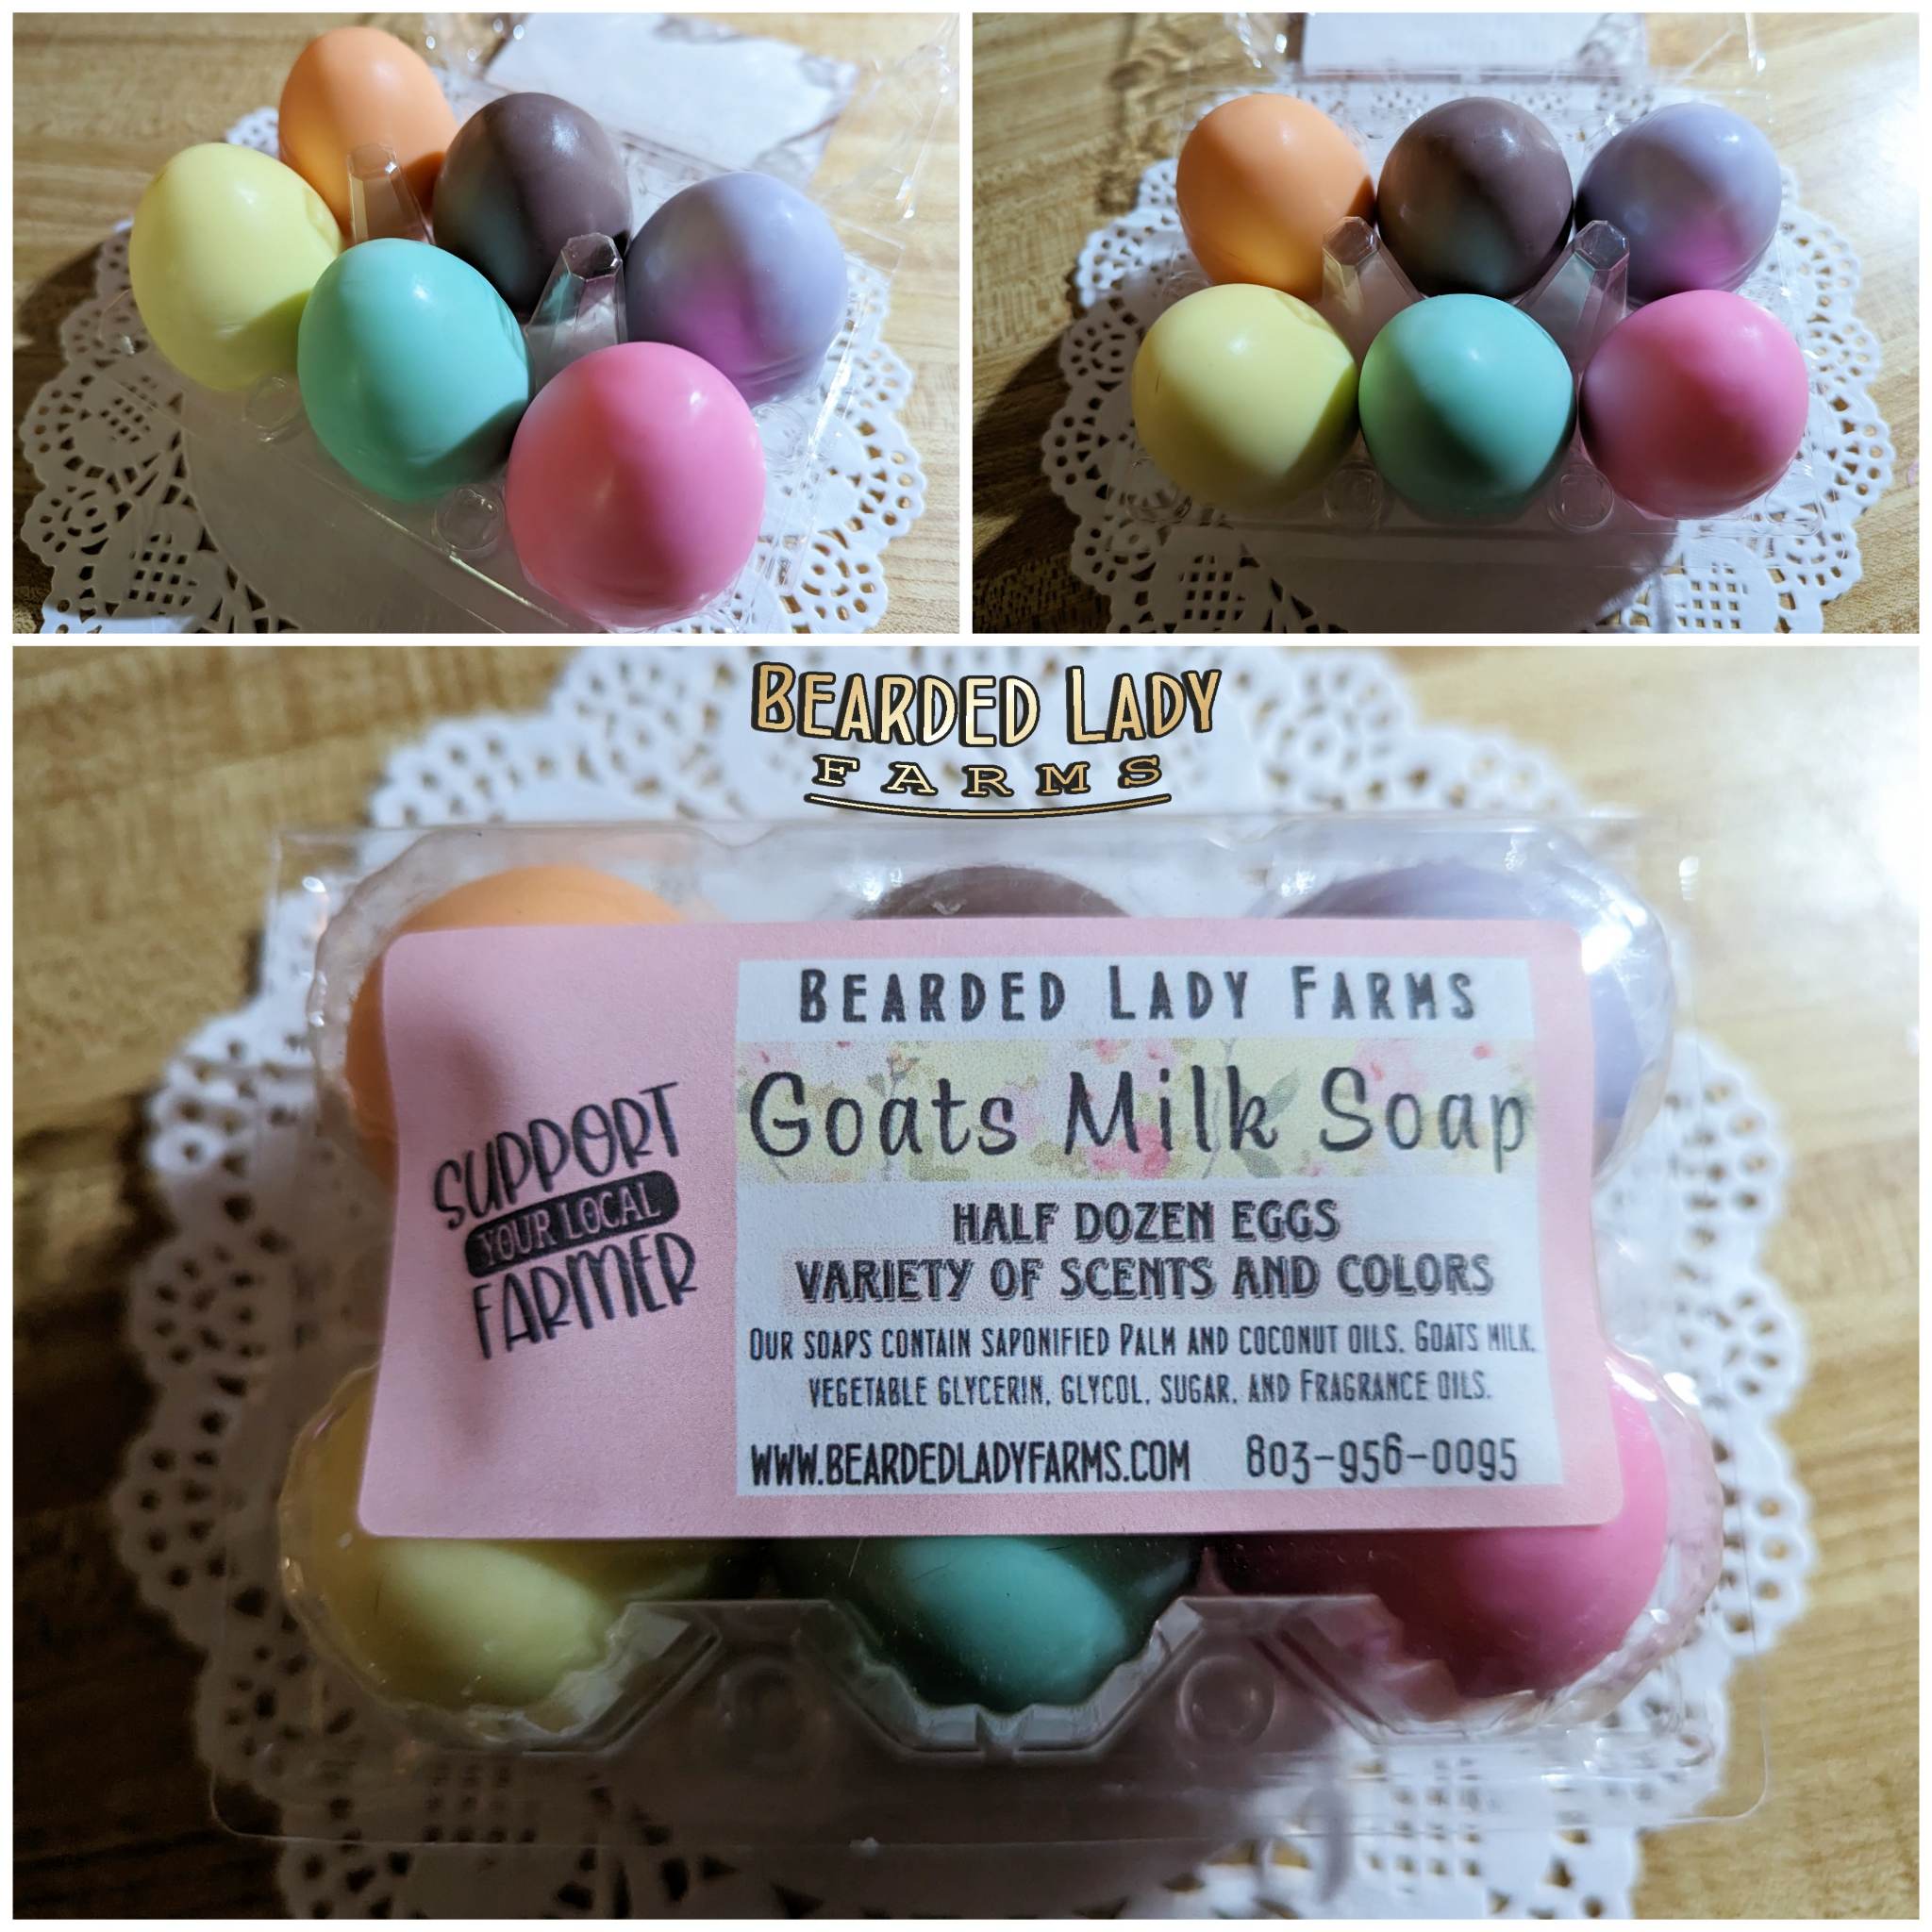 BEARDED LADY
FARMS
SUPPORT
YOUR LOCAL
FARMER
BEARDED LADY FARMS
Goats Milk Soap
HALF DOZEN EGGS
VARIETY OF SCENTS AND COLORS
OUR SOAPS CONTAIN SAPONIFIED PALM AND COCONUT OILS. GOATS MILK,
VEGETABLE GLYCERIN, GLYCOL, SUGAR, AND FRAGRANCE OILS.
WWW.BEARDEDLADYFARMS.COM 803-956-0095